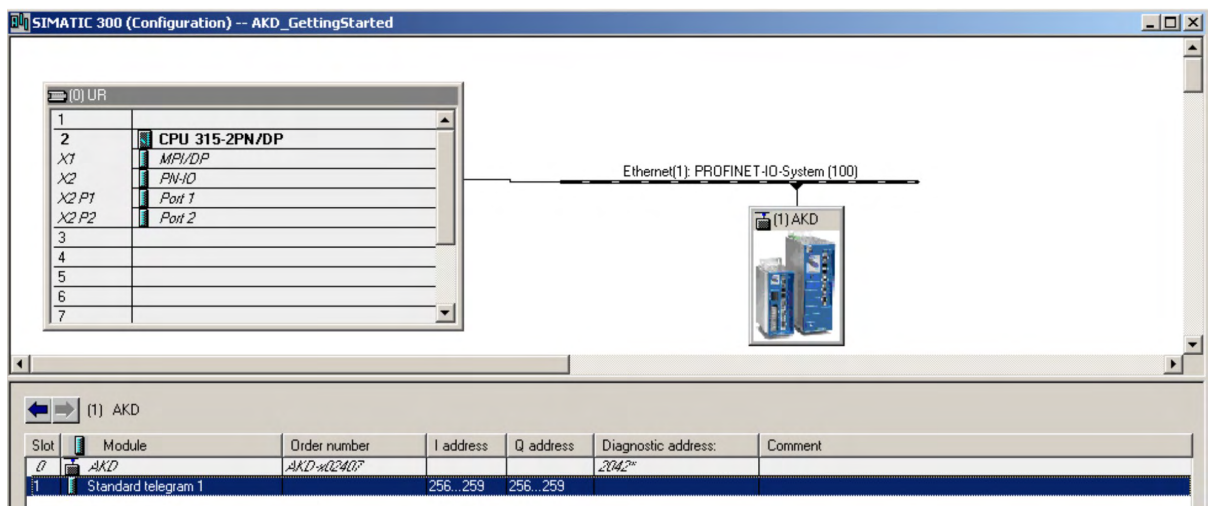 SIMATIC 300 (Configuration) -- AKD_GettingStarted
(0) UR
1
2 CPU 315-2PN/DP
X1 MPI/DP
X2 PN-IO
X2 P1 Port 1
X2 P2 Port 2
3
4
5
6
7
Ethernet(1): PROFINET-IO-System (100)
(1) AKD
(1) AKD
Slot Module Order number I address Q address Diagnostic address: Comment
0 AKD AKD-x02407 2042*
1 Standard telegram 1 256...259 256...259